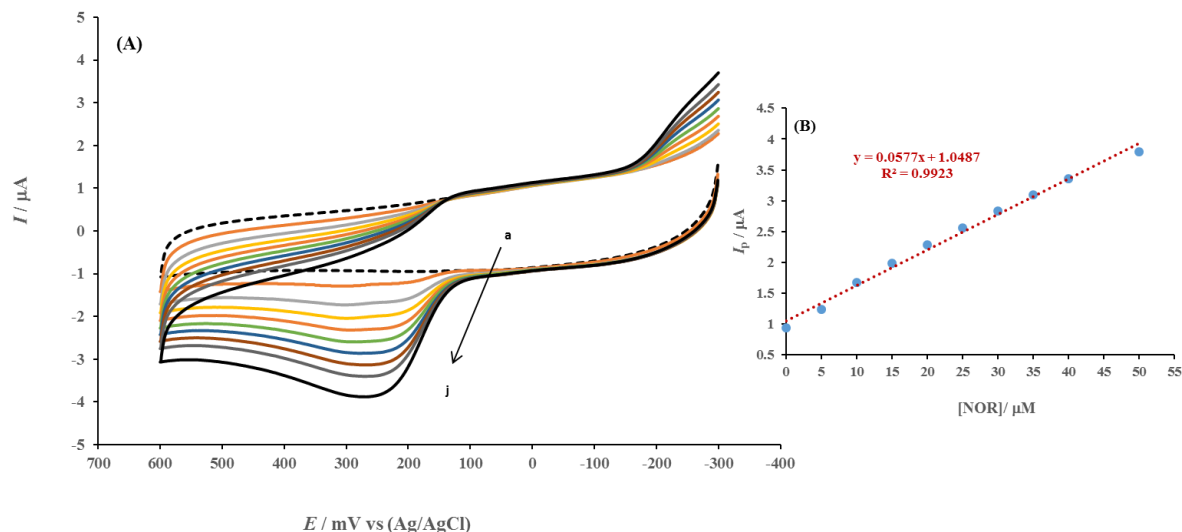 (A)
5
4
3
2
1
0
-1
-2
-3
-4
-5
I / µA
700 600 500 400 300 200 100 0 -100 -200 -300 -400
E / mV vs (Ag/AgCl)
a
j
(B)
4.5
4
3.5
3
2.5
2
1.5
1
0.5
Ip / µA
y = 0.0577x + 1.0487
R² = 0.9923
0 5 10 15 20 25 30 35 40 45 50 55
[NOR]/ µM